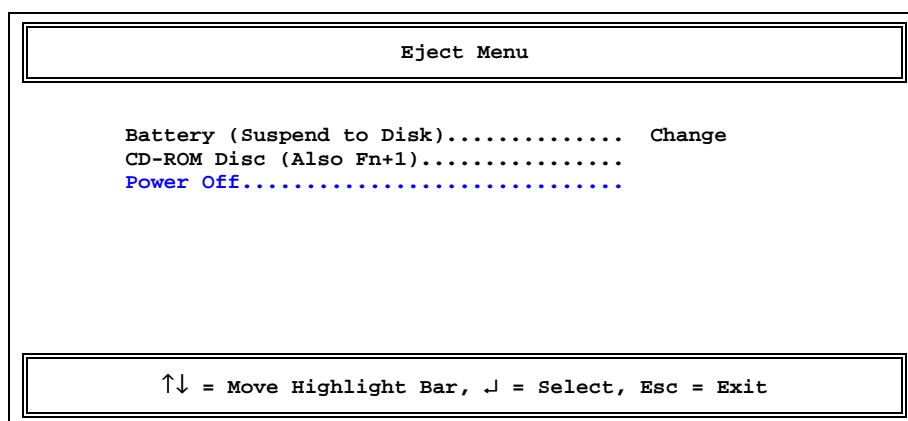 Eject Menu
Battery (Suspend to Disk).............. Change
CD-ROM Disc (Also Fn+1)................
Power Off..............................
↑↓ = Move Highlight Bar, ↵ = Select, Esc = Exit